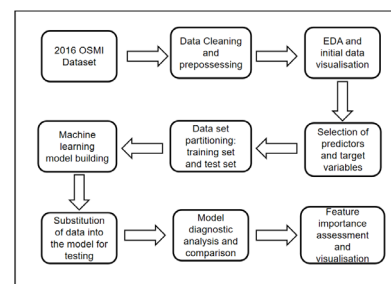 2016 OSMI
Dataset
Data Cleaning
and
prepossessing
EDA and
initial data
visualisation
Selection of
predictors
and target
variables
Data set
partitioning:
training set
and test set
Machine
learning
model building
Substitution
of data into
the model for
testing
Model
diagnostic
analysis and
comparison
Feature
importance
assessment
and
visualisation